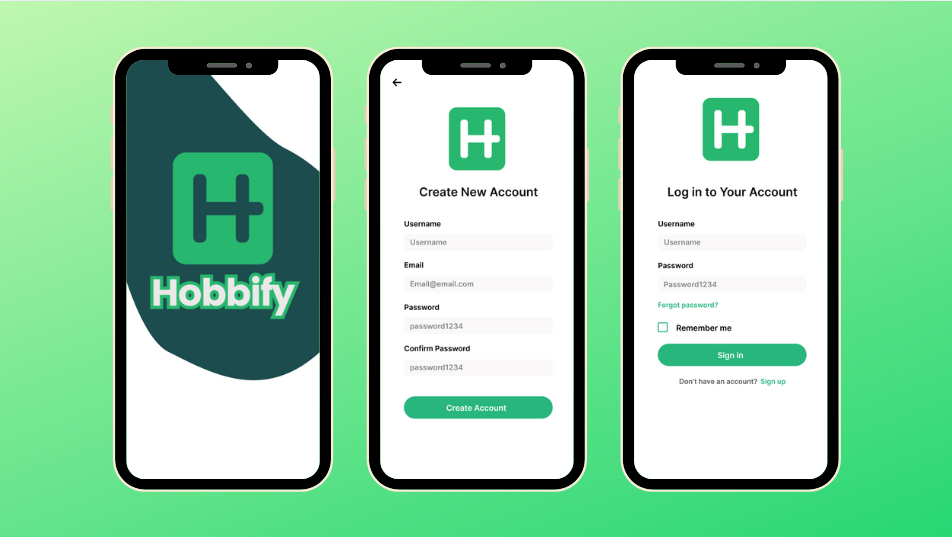 H
Hobbify
H
Create New Account
Username
Username
Email
Email@email.com
Password
password1234
Confirm Password
password1234
Create Account
H
Log in to Your Account
Username
Username
Password
Password1234
Forgot password?
Remember me
Sign in
Don't have an account? Sign up